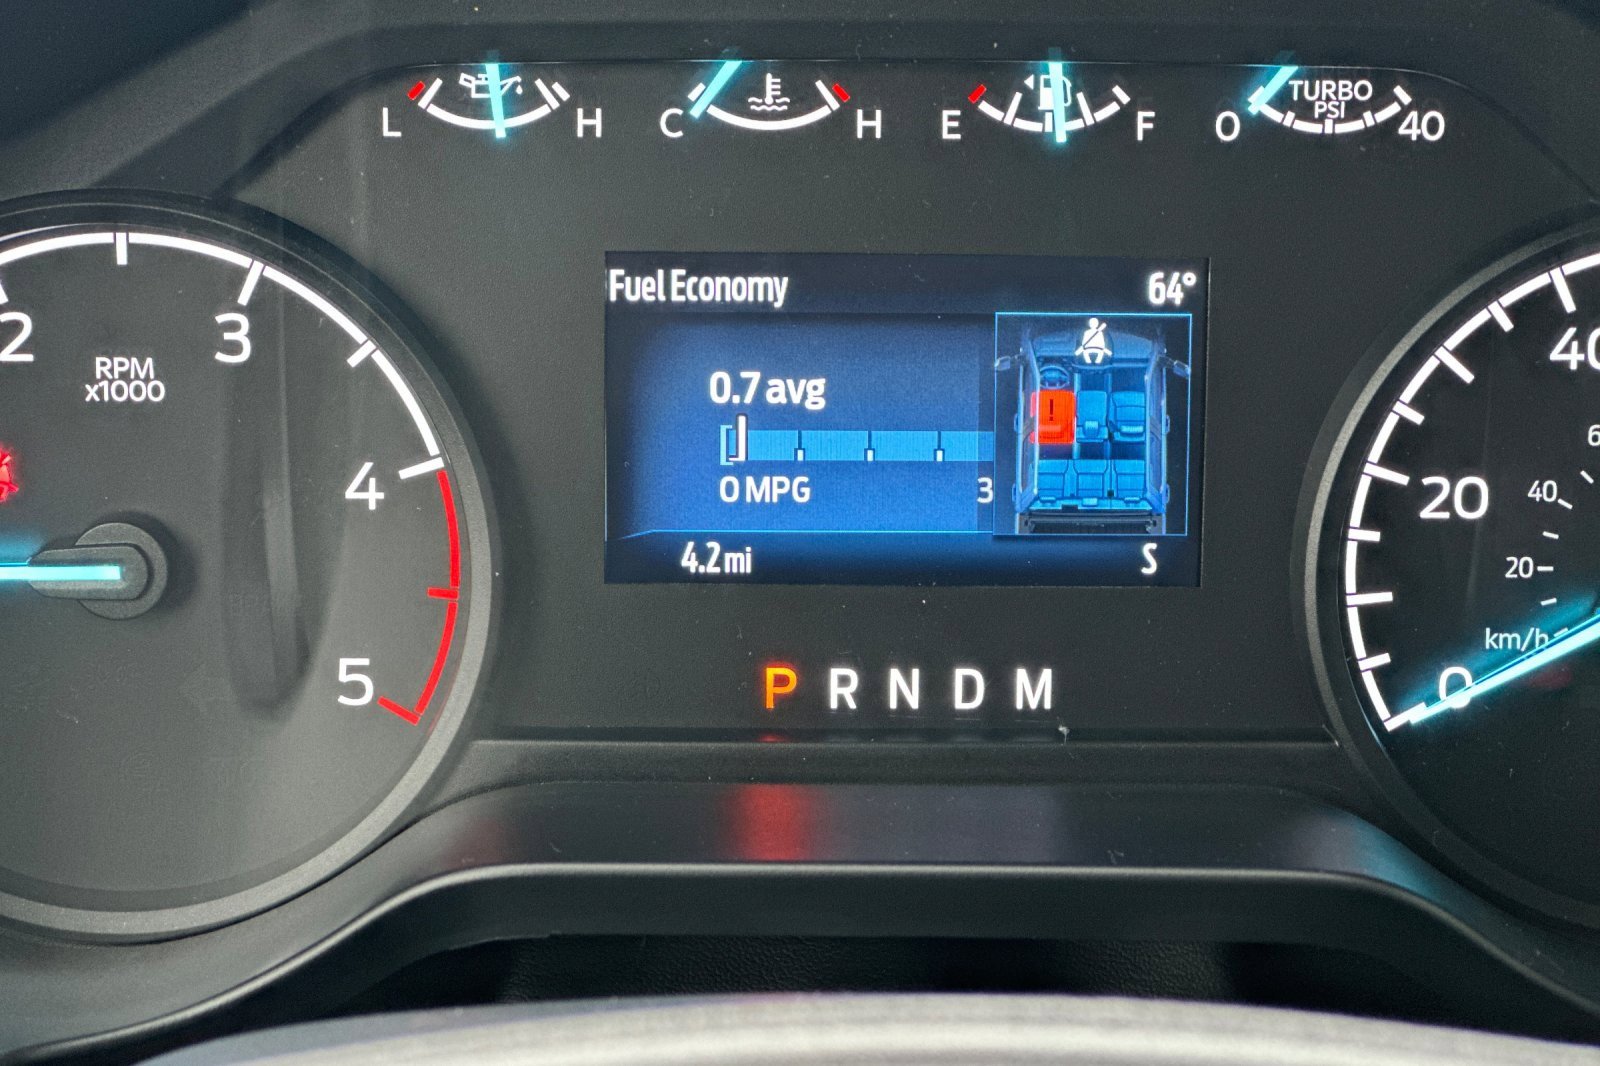 L H C H E F 0 TURBO PSI 40
Fuel Economy 64°
0.7 avg
!
0 MPG 3
4.2 mi S
P R N D M
2 3 4 5
RPM
x1000
40
20
0
6
40
20
km/h